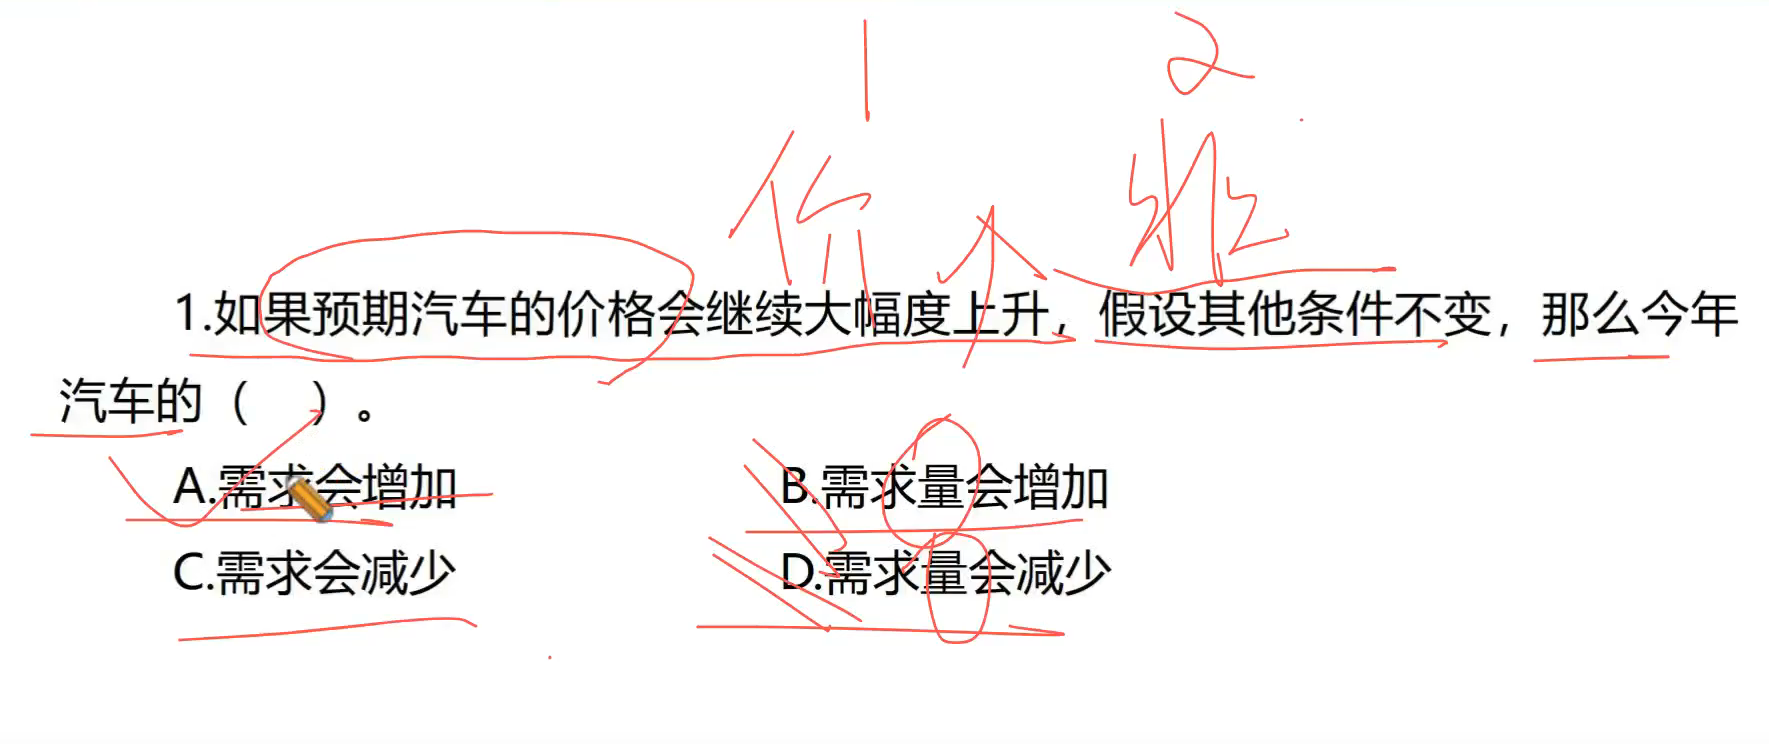 1
2
价
非
1.如果预期汽车的价格会继续大幅度上升，假设其他条件不变，那么今年
汽车的（ ）。
A.需求会增加
B.需求量会增加
C.需求会减少
D.需求量会减少